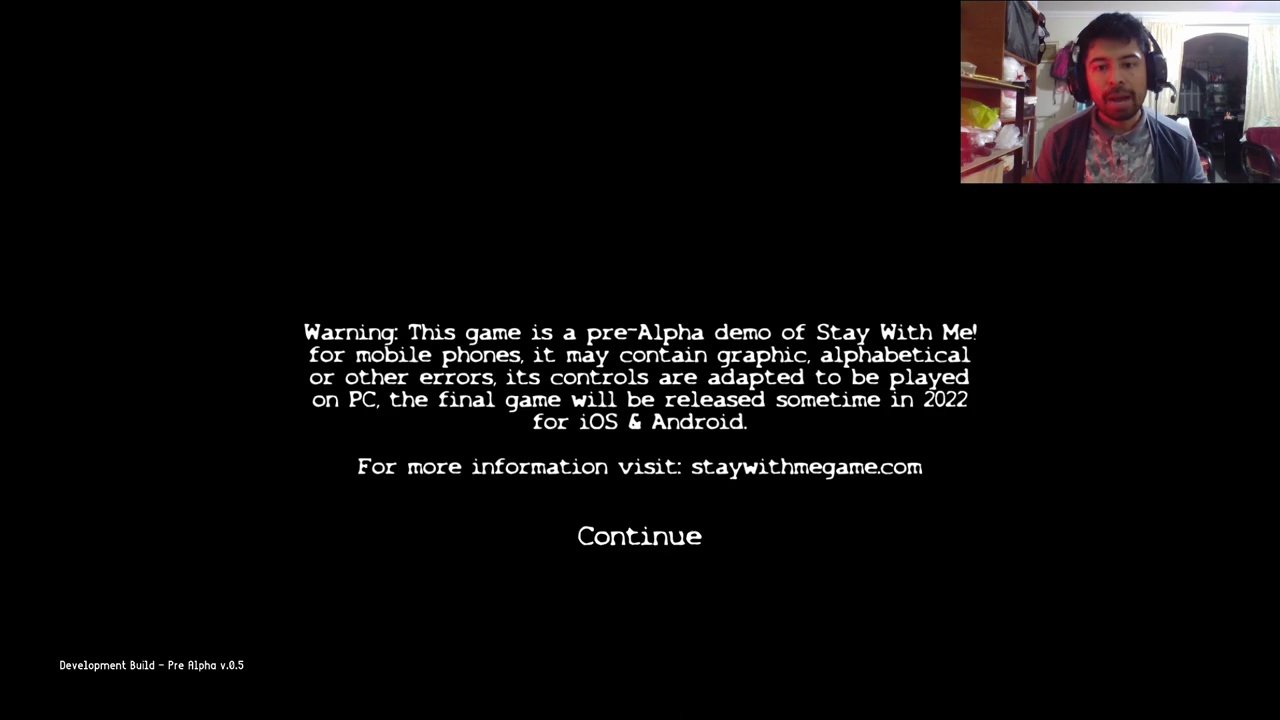 Warning: This game is a pre-Alpha demo of Stay With Me!
for mobile phones, it may contain graphic, alphabetical
or other errors, its controls are adapted to be played
on PC, the final game will be released sometime in 2022
for iOS & Android.
For more information visit: staywithmegame.com
Continue
Development Build - Pre Alpha v.0.5